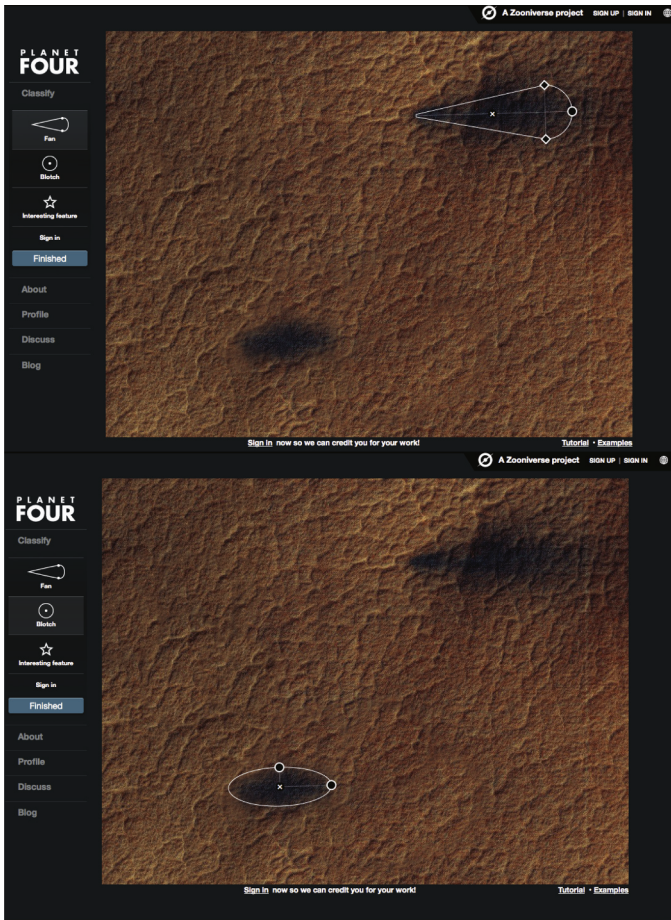 A Zooniverse project SIGN UP | SIGN IN
PLANET
FOUR
Classify
Fan
Blotch
Interesting feature
Sign in
Finished
About
Profile
Discuss
Blog
Sign in now so we can credit you for your work!
Tutorial • Examples
A Zooniverse project SIGN UP | SIGN IN
PLANET
FOUR
Classify
Fan
Blotch
Interesting feature
Sign in
Finished
About
Profile
Discuss
Blog
Sign in now so we can credit you for your work!
Tutorial • Examples